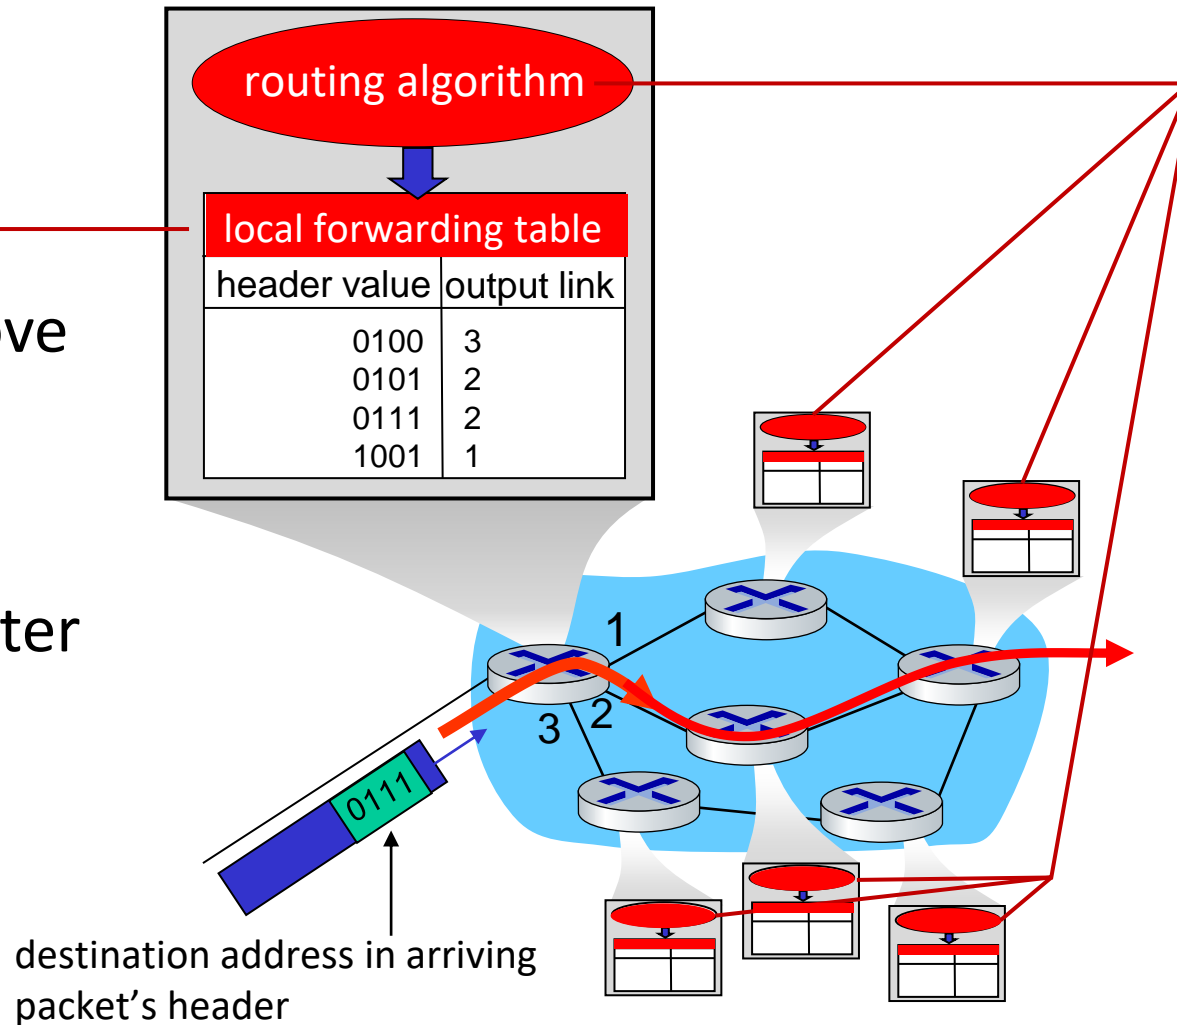 routing algorithm
local forwarding table
header value output link
0100 3
0101 2
0111 2
1001 1
ove
ter
1
2
3
0111
destination address in arriving
packet’s header